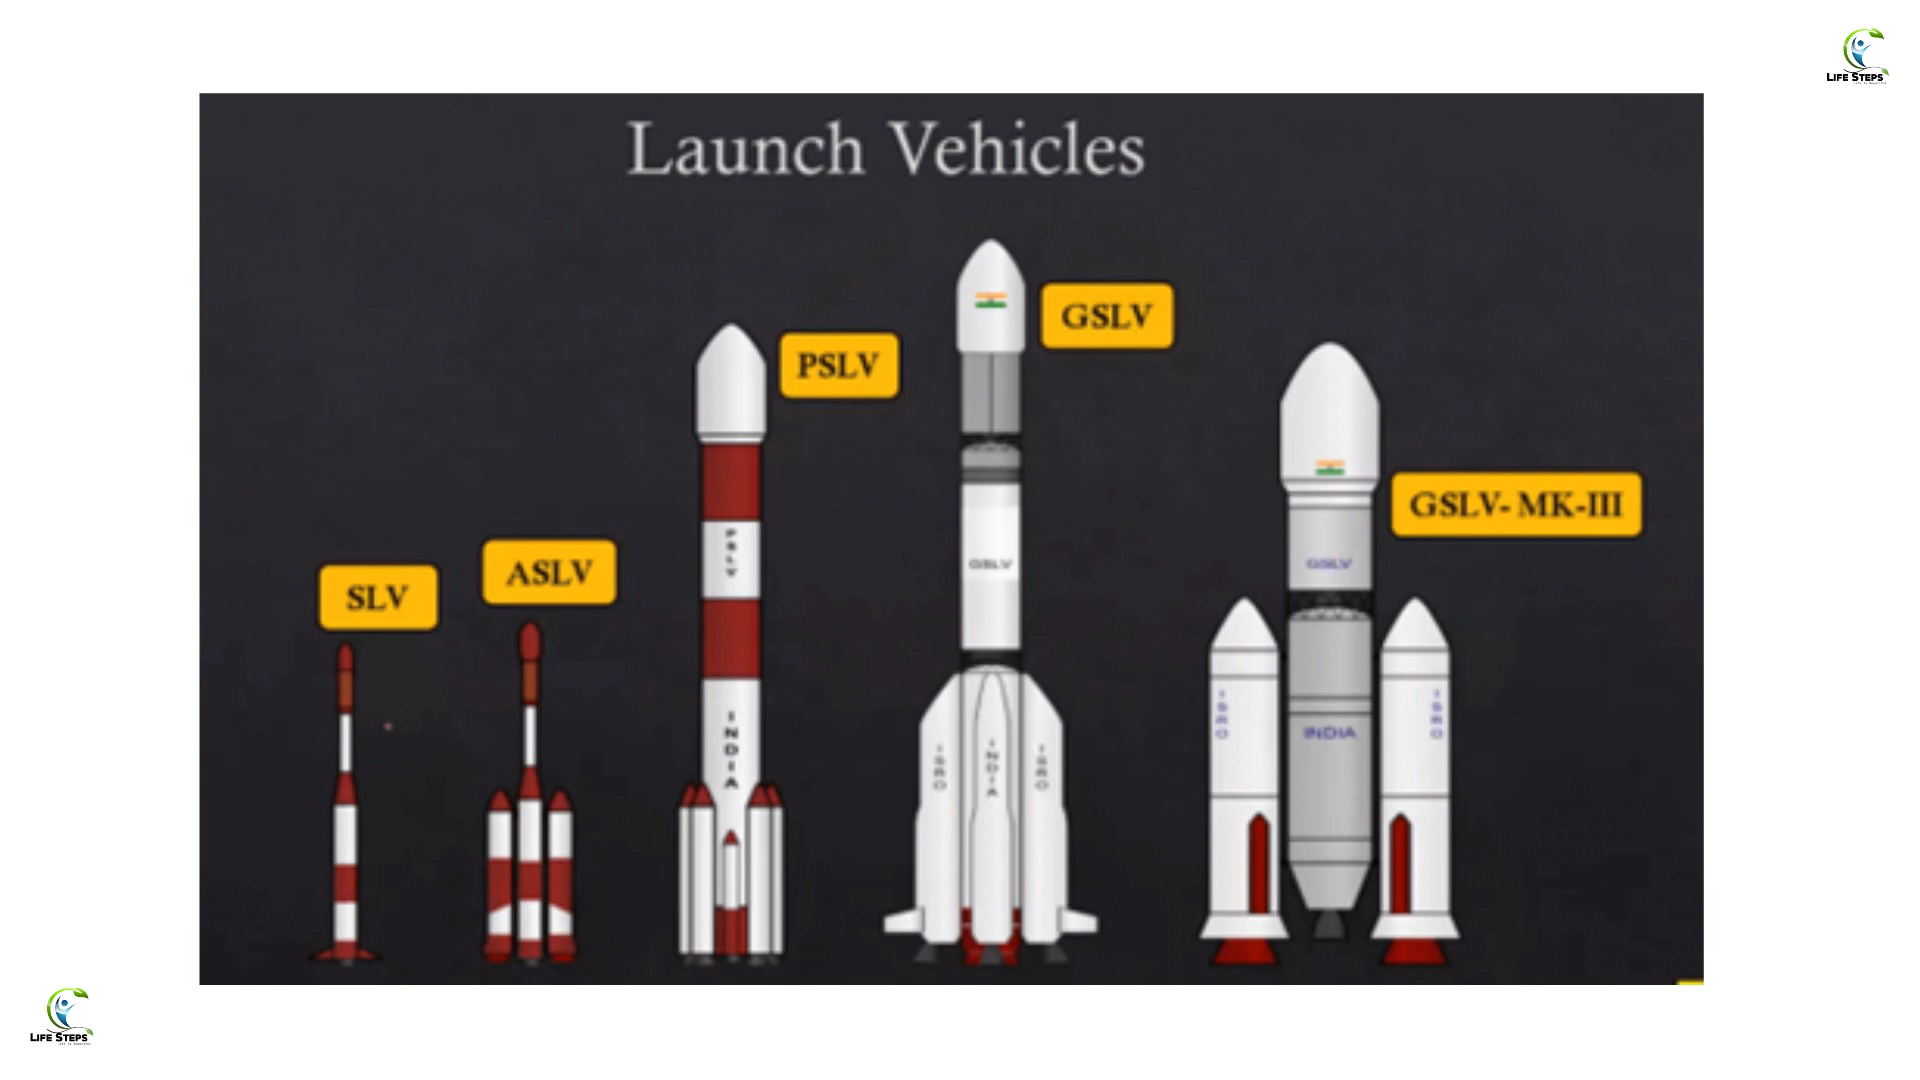 LIFE STEPS
Launch Vehicles
GSLV
PSLV
GSLV- MK-III
ASLV
SLV
PSLV
INDIA
GSLV
ISRO
INDIA
ISRO
GSLV
ISRO
INDIA
ISRO
LIFE STEPS